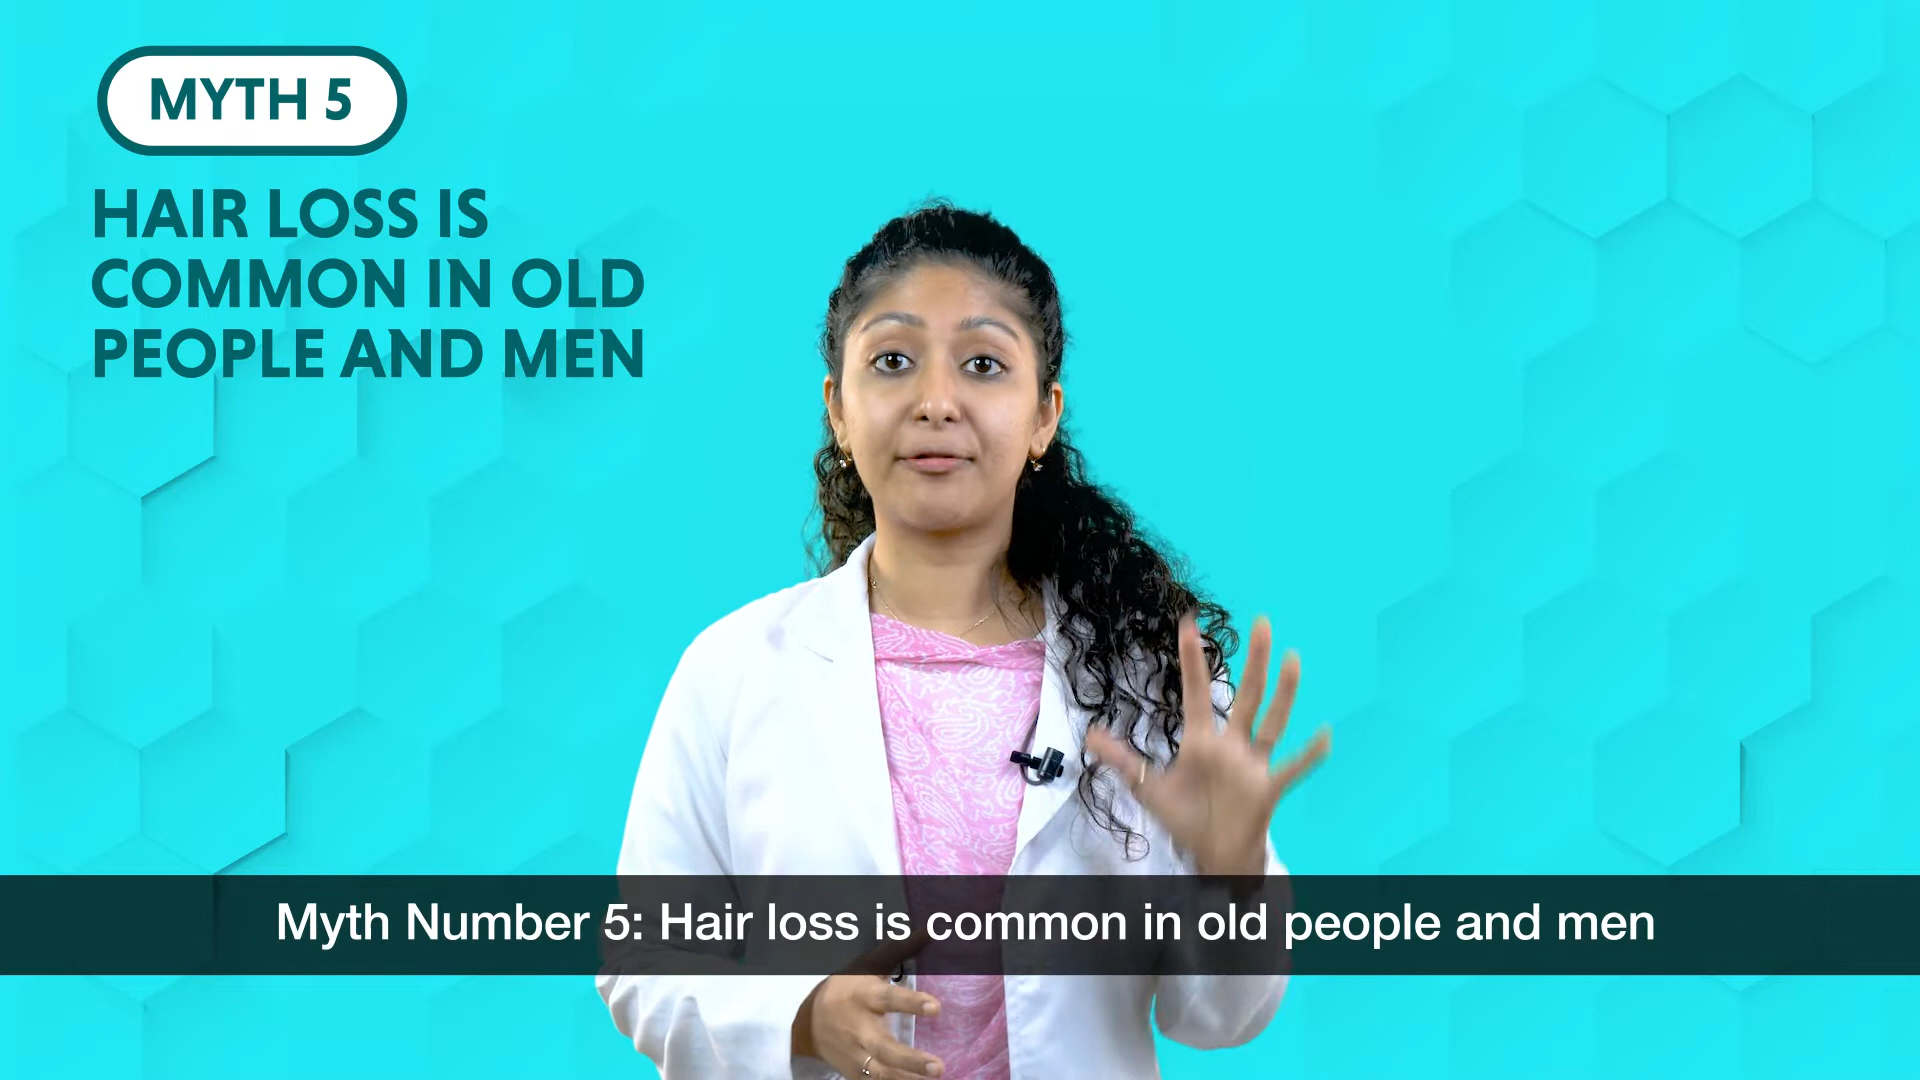 MYTH 5
HAIR LOSS IS
COMMON IN OLD
PEOPLE AND MEN
Myth Number 5: Hair loss is common in old people and men